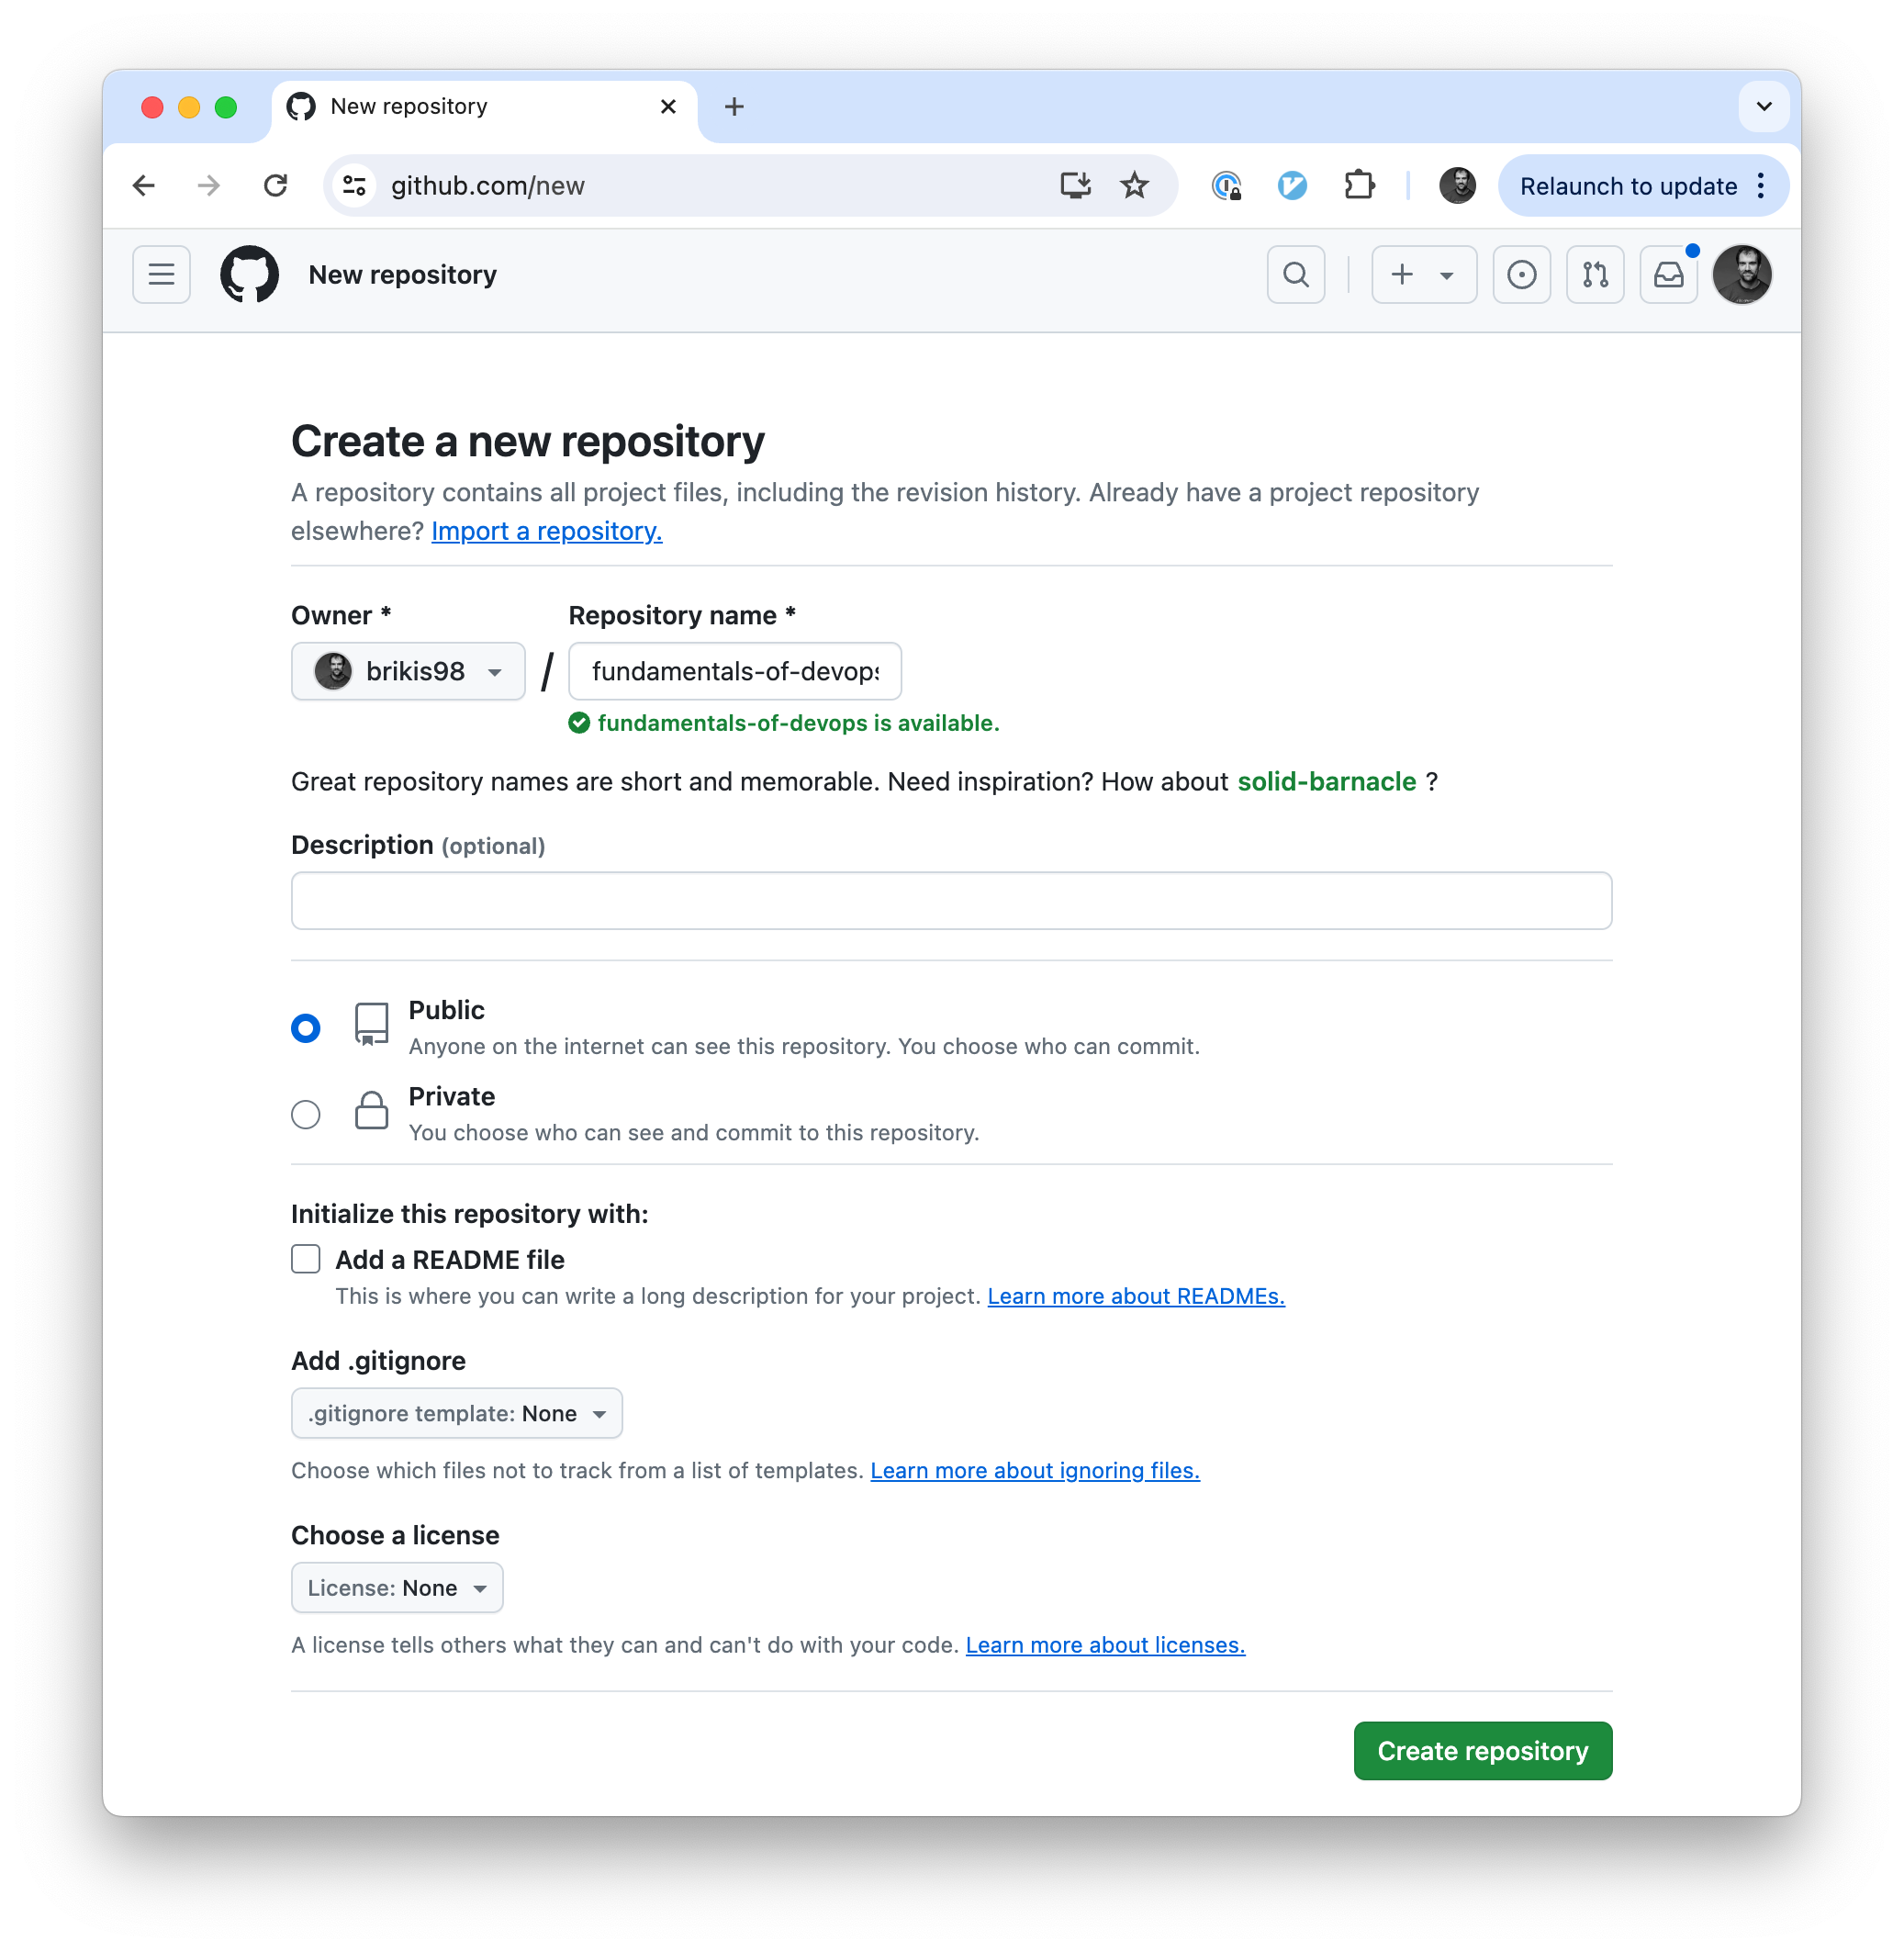 New repository
github.com/new
Relaunch to update
New repository
Create a new repository
A repository contains all project files, including the revision history. Already have a project repository
elsewhere? Import a repository.
Owner * Repository name *
brikis98 / fundamentals-of-devops
fundamentals-of-devops is available.
Great repository names are short and memorable. Need inspiration? How about solid-barnacle ?
Description (optional)
Public
Anyone on the internet can see this repository. You choose who can commit.
Private
You choose who can see and commit to this repository.
Initialize this repository with:
Add a README file
This is where you can write a long description for your project. Learn more about READMEs.
Add .gitignore
.gitignore template: None
Choose which files not to track from a list of templates. Learn more about ignoring files.
Choose a license
License: None
A license tells others what they can and can't do with your code. Learn more about licenses.
Create repository